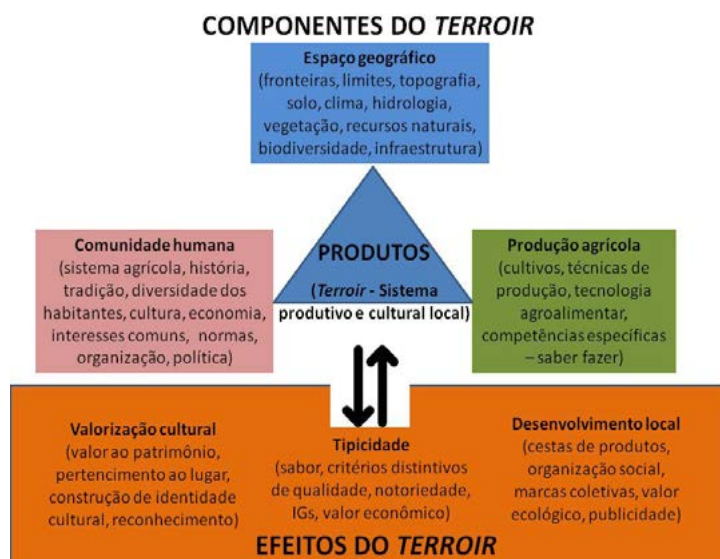 COMPONENTES DO TERROIR
Espaço geográfico
(fronteiras, limites, topografia,
solo, clima, hidrologia,
vegetação, recursos naturais,
biodiversidade, infraestrutura)
Comunidade humana
(sistema agrícola, história,
tradição, diversidade dos
habitantes, cultura, economia,
interesses comuns, normas,
organização, política)
PRODUTOS
(Terroir - Sistema
produtivo e cultural local)
Produção agrícola
(cultivos, técnicas de
produção, tecnologia
agroalimentar,
competências específicas
– saber fazer)
Valorização cultural
(valor ao patrimônio,
pertencimento ao lugar,
construção de identidade
cultural, reconhecimento)
Tipicidade
(sabor, critérios distintivos
de qualidade, notoriedade,
IGs, valor econômico)
Desenvolvimento local
(cestas de produtos,
organização social,
marcas coletivas, valor
ecológico, publicidade)
EFEITOS DO TERROIR